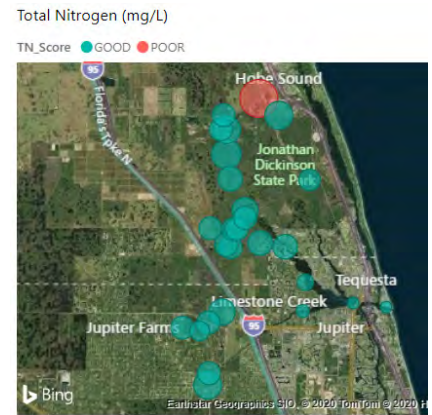 Total Nitrogen (mg/L)
TN_Score GOOD POOR
95
Hobe Sound
Florida's Tpke N
Jonathan
Dickinson
State Park
Tequesta
Limestone Creek
Jupiter Farms
95
Jupiter
Bing
Earthstar Geographics SIO, © 2020 TomTom © 2020 H